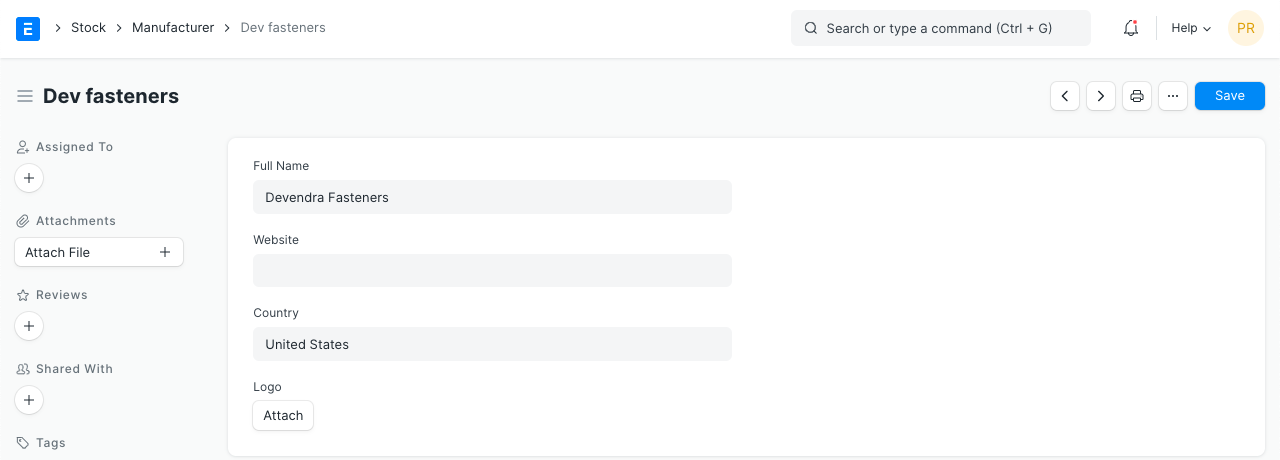 E Stock Manufacturer Dev fasteners Search or type a command (Ctrl + G) Help PR
Dev fasteners Save
Assigned To
Attachments
Attach File
Reviews
Shared With
Tags
Full Name
Devendra Fasteners
Website
Country
United States
Logo
Attach